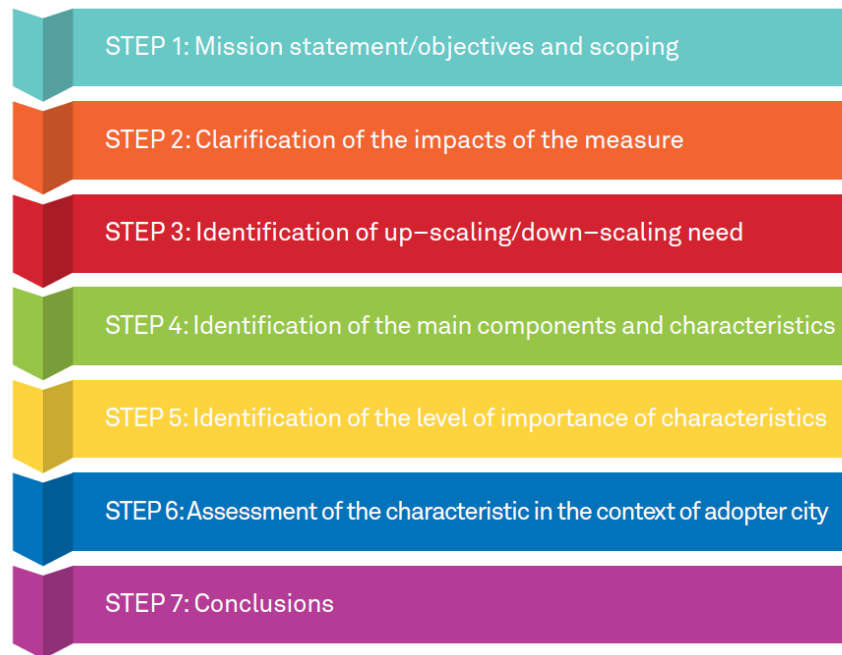 STEP 1: Mission statement/objectives and scoping
STEP 2: Clarification of the impacts of the measure
STEP 3: Identification of up–scaling/down–scaling need
STEP 4: Identification of the main components and characteristics
STEP 5: Identification of the level of importance of characteristics
STEP 6: Assessment of the characteristic in the context of adopter city
STEP 7: Conclusions